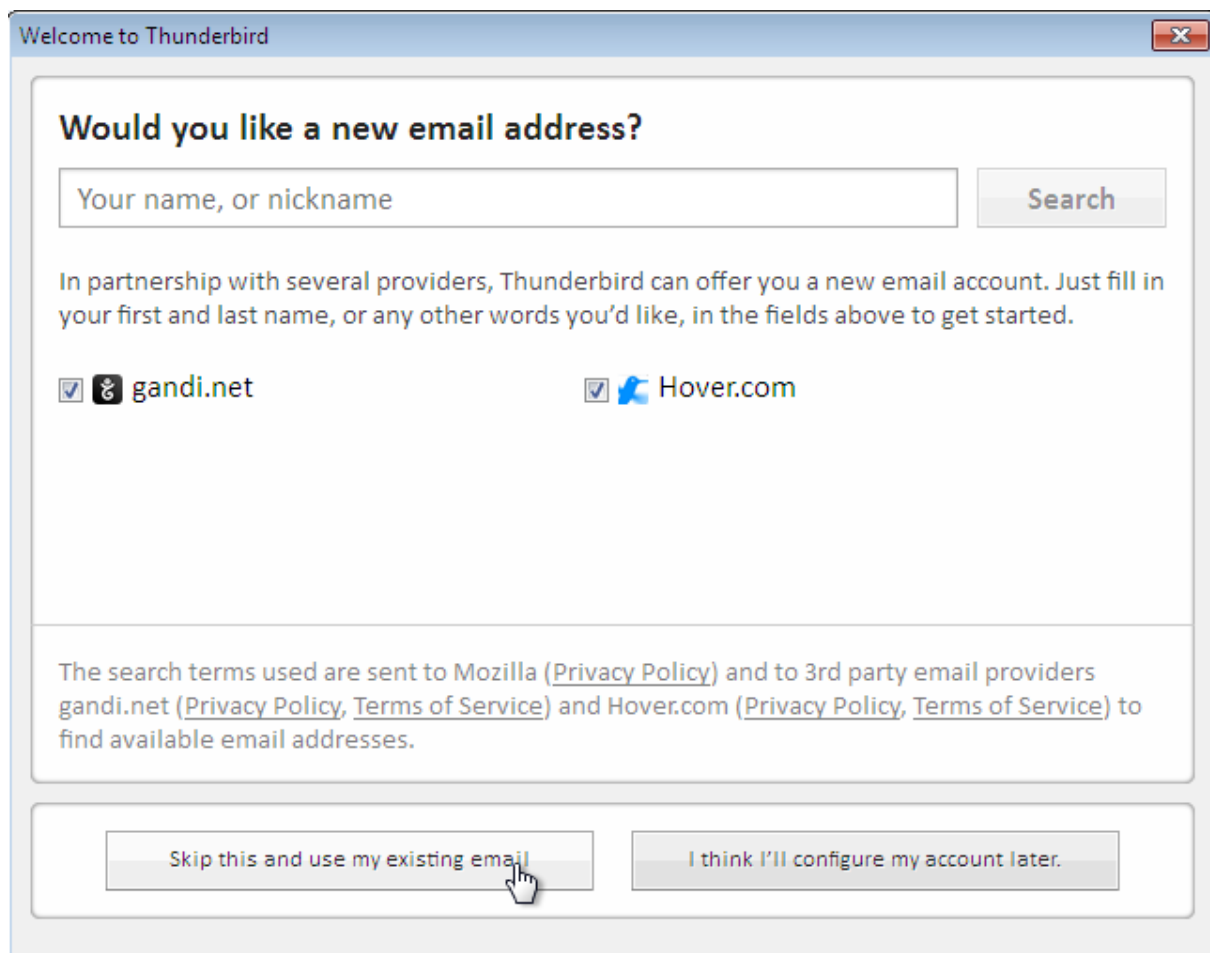 Welcome to Thunderbird
Would you like a new email address?
Your name, or nickname
Search
In partnership with several providers, Thunderbird can offer you a new email account. Just fill in
your first and last name, or any other words you'd like, in the fields above to get started.
gandi.net
Hover.com
The search terms used are sent to Mozilla (Privacy Policy) and to 3rd party email providers
gandi.net (Privacy Policy, Terms of Service) and Hover.com (Privacy Policy, Terms of Service) to
find available email addresses.
Skip this and use my existing email
I think I'll configure my account later.